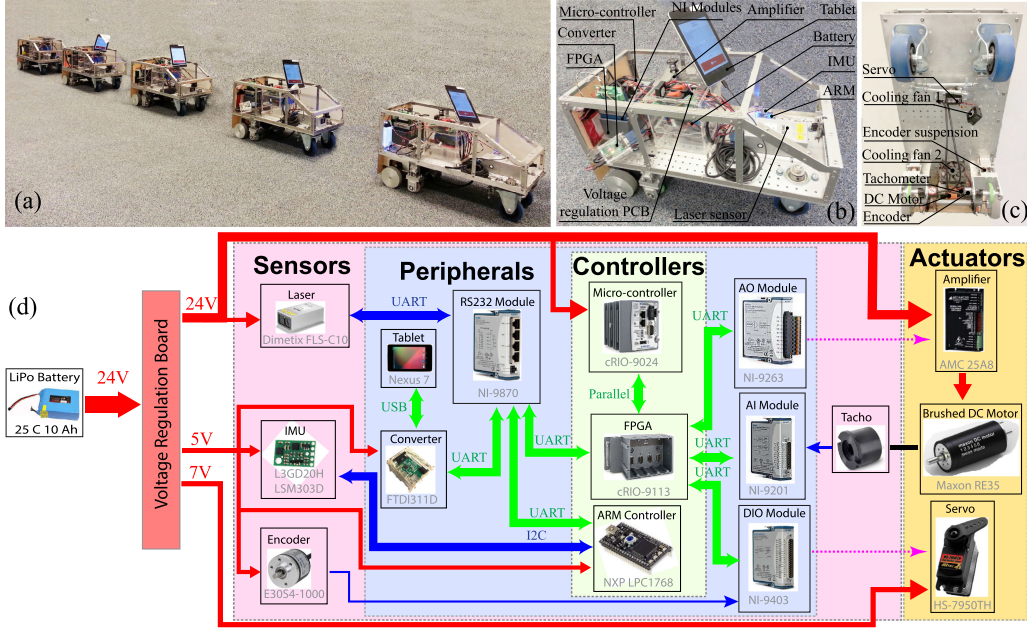 (a)
Micro-controller
NI Modules
Amplifier
Tablet
Converter
Battery
FPGA
IMU
ARM
Voltage
regulation PCB
Laser sensor
(b)
Servo
Cooling fan 1
Encoder suspension
Cooling fan 2
Tachometer
DC Motor
Encoder
(c)
(d)
Sensors
Peripherals
Controllers
Actuators
LiPo Battery
25 C 10 Ah
24V
Voltage Regulation Board
24V
5V
7V
Laser
Dimetix FLS-C10
UART
RS232 Module
NI-9870
Tablet
Nexus 7
USB
IMU
L3GD20H
LSM303D
Converter
FTDI311D
UART
UART
UART
I2C
Encoder
E30S4-1000
Micro-controller
cRIO-9024
Parallel
FPGA
cRIO-9113
ARM Controller
NXP LPC1768
UART
UART
UART
AO Module
NI-9263
AI Module
NI-9201
DIO Module
NI-9403
Tacho
Amplifier
AMC 25A8
Brushed DC Motor
maxon DC motor
Maxon RE35
Servo
HS-7950TH